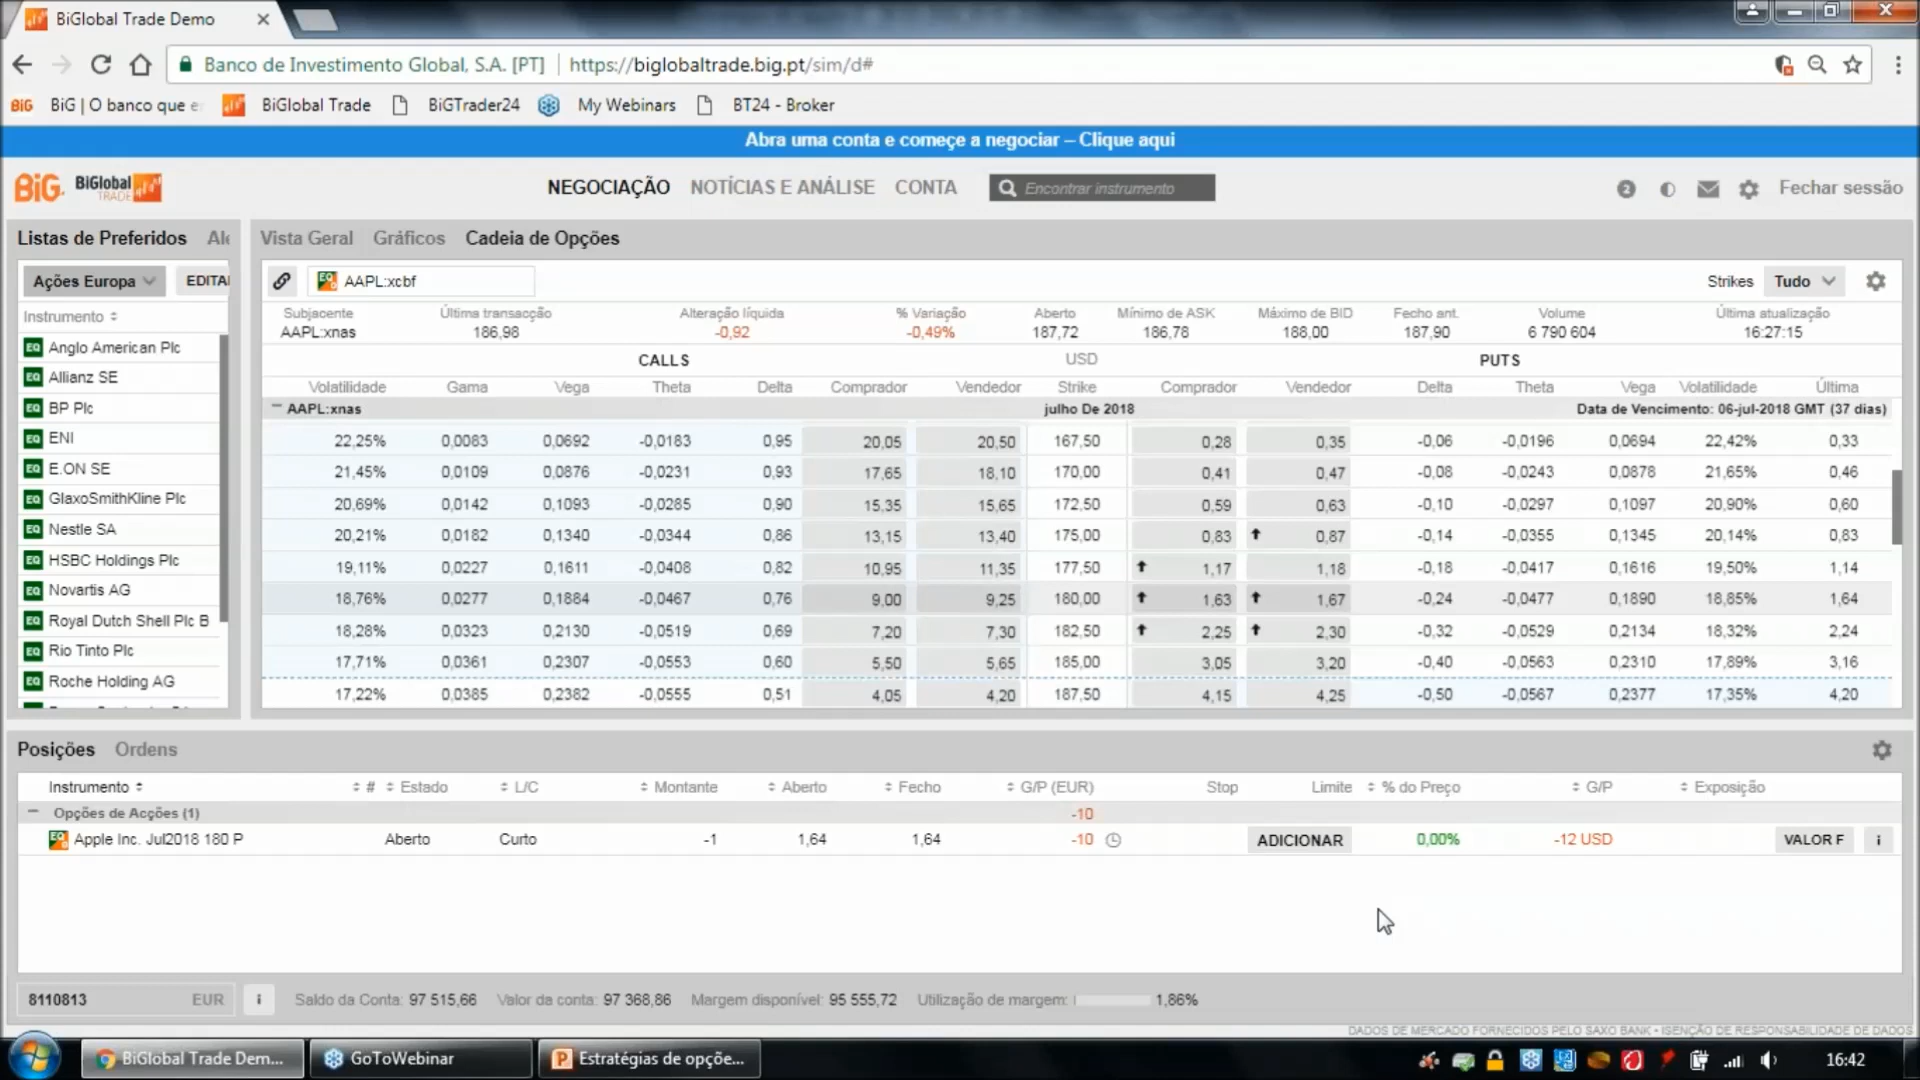 BiGlobal Trade Demo
Banco de Investimento Global, S.A. [PT] https://biglobaltrade.big.pt/sim/d#
BiG BiG | O banco que e BiGlobal Trade BiGTrader24 My Webinars BT24 - Broker
Abra uma conta e começe a negociar – Clique aqui
BiG. BiGlobal TRADE NEGOCIAÇÃO NOTÍCIAS E ANÁLISE CONTA Encontrar instrumento 2 Fechar sessão
Listas de Preferidos Ale Vista Geral Gráficos Cadeia de Opções
Ações Europa EDITAR AAPL:xcbf Strikes Tudo
Instrumento
Anglo American Plc
Allianz SE
BP Plc
ENI
E.ON SE
GlaxoSmithKline Plc
Nestle SA
HSBC Holdings Plc
Novartis AG
Royal Dutch Shell Plc B
Rio Tinto Plc
Roche Holding AG
Subjacente Última transacção Alteração líquida % Variação Aberto Mínimo de ASK Máximo de BID Fecho ant. Volume Última atualização
AAPL:xnas 186,98 -0,92 -0,49% 187,72 186,78 188,00 187,90 6 790 604 16:27:15
CALLS USD PUTS
Volatilidade Gama Vega Theta Delta Comprador Vendedor Strike Comprador Vendedor Delta Theta Vega Volatilidade Última
AAPL:xnas julho De 2018 Data de Vencimento: 06-jul-2018 GMT (37 dias)
22,25% 0,0083 0,0692 -0,0183 0,95 20,05 20,50 167,50 0,28 0,35 -0,06 -0,0196 0,0694 22,42% 0,33
21,45% 0,0109 0,0876 -0,0231 0,93 17,65 18,10 170,00 0,41 0,47 -0,08 -0,0243 0,0878 21,65% 0,46
20,69% 0,0142 0,1093 -0,0285 0,90 15,35 15,65 172,50 0,59 0,63 -0,10 -0,0297 0,1097 20,90% 0,60
20,21% 0,0182 0,1340 -0,0344 0,86 13,15 13,40 175,00 0,83 0,87 -0,14 -0,0355 0,1345 20,14% 0,83
19,11% 0,0227 0,1611 -0,0408 0,82 10,95 11,35 177,50 1,17 1,18 -0,18 -0,0417 0,1616 19,50% 1,14
18,76% 0,0277 0,1884 -0,0467 0,76 9,00 9,25 180,00 1,63 1,67 -0,24 -0,0477 0,1890 18,85% 1,64
18,28% 0,0323 0,2130 -0,0519 0,69 7,20 7,30 182,50 2,25 2,30 -0,32 -0,0529 0,2134 18,32% 2,24
17,71% 0,0361 0,2307 -0,0553 0,60 5,50 5,65 185,00 3,05 3,20 -0,40 -0,0563 0,2310 17,89% 3,16
17,22% 0,0385 0,2382 -0,0555 0,51 4,05 4,20 187,50 4,15 4,25 -0,50 -0,0567 0,2377 17,35% 4,20
Posições Ordens
Instrumento # Estado L/C Montante Aberto Fecho G/P (EUR) Stop Limite % do Preço G/P Exposição
Opções de Acções (1) -10
Apple Inc. Jul2018 180 P Aberto Curto -1 1,64 1,64 -10 ADICIONAR 0,00% -12 USD VALOR F i
8110813 EUR i Saldo da Conta: 97 515,66 Valor da conta: 97 368,86 Margem disponível: 95 555,72 Utilização de margem: 1,86%
DADOS DE MERCADO FORNECIDOS PELO SAXO BANK • ISENÇÃO DE RESPONSABILIDADE DE DADOS
BiGlobal Trade Dem... GoToWebinar Estratégias de opçõe... 16:42